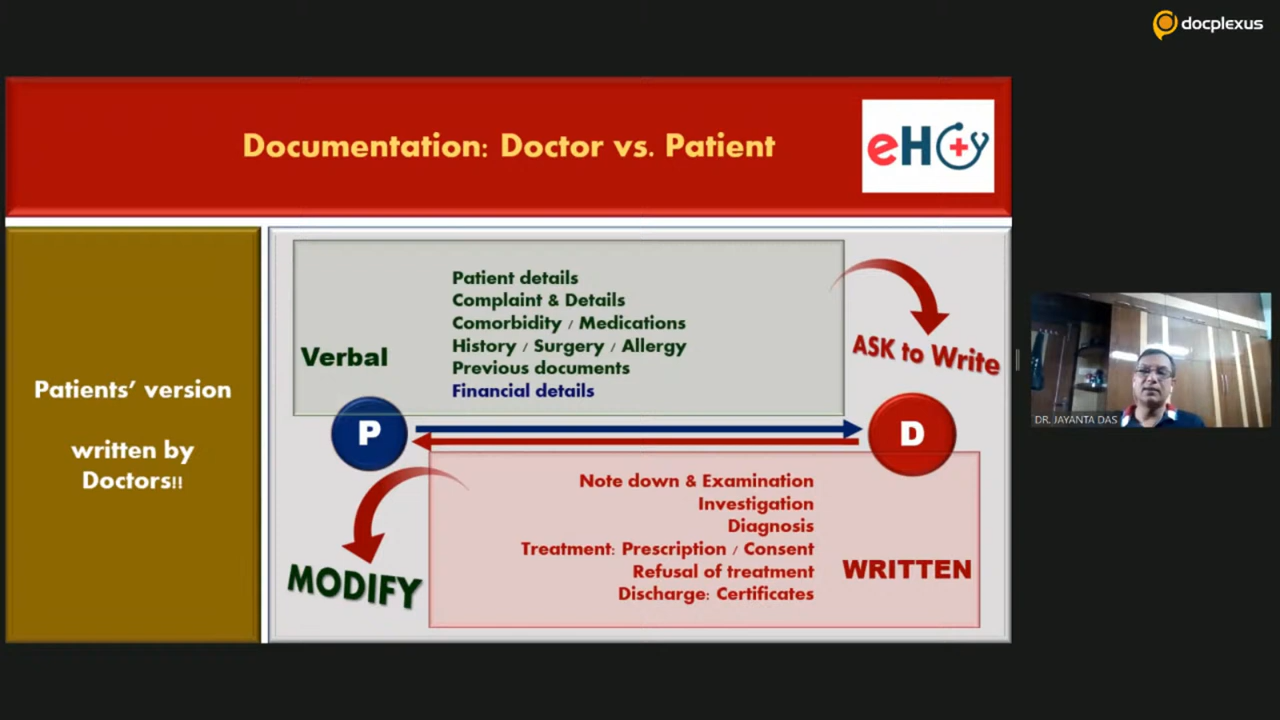 docplexus
Documentation: Doctor vs. Patient
eH
Patients’ version
written by
Doctors!!
Verbal
Patient details
Complaint & Details
Comorbidity / Medications
History / Surgery / Allergy
Previous documents
Financial details
ASK to Write
P
D
MODIFY
Note down & Examination
Investigation
Diagnosis
Treatment: Prescription / Consent
Refusal of treatment
Discharge: Certificates
WRITTEN
DR. JAYANTA DAS